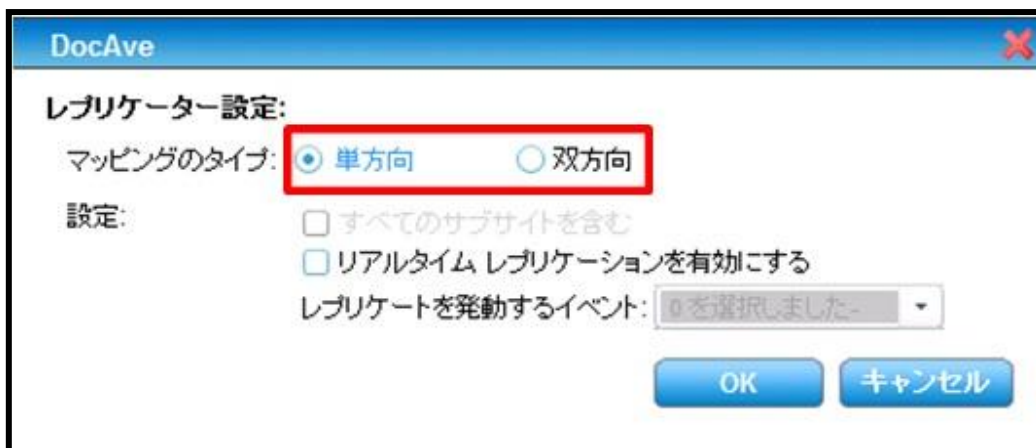 DocAve
レプリケーター設定:
マッピングのタイプ: 単方向 双方向
設定: すべてのサブサイトを含む
リアルタイム レプリケーションを有効にする
レプリケートを発動するイベント: 0 を選択しました-
OK キャンセル